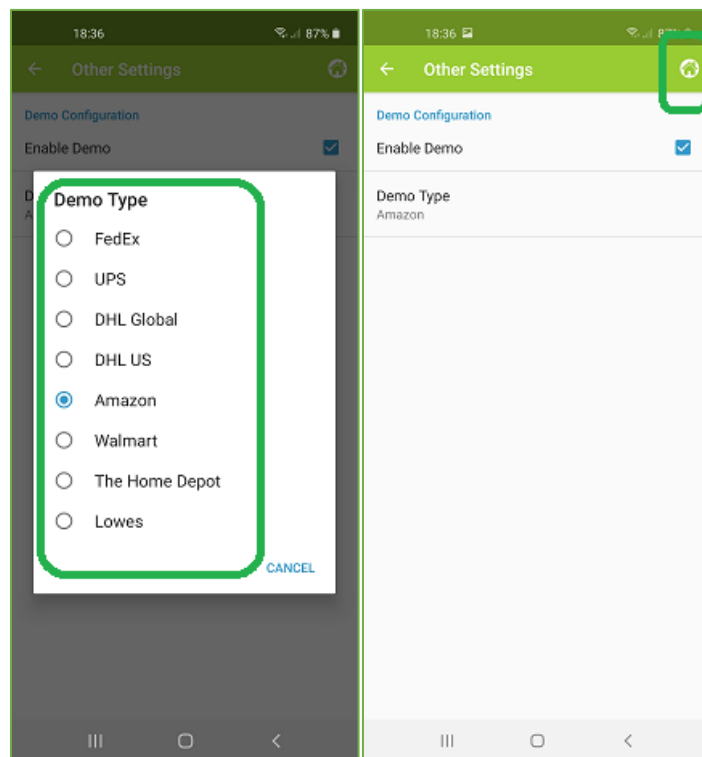 18:36
87%
Other Settings
Demo Configuration
Enable Demo
D
A
Demo Type
FedEx
UPS
DHL Global
DHL US
Amazon
Walmart
The Home Depot
Lowes
CANCEL
18:36
Other Settings
Demo Configuration
Enable Demo
Demo Type
Amazon